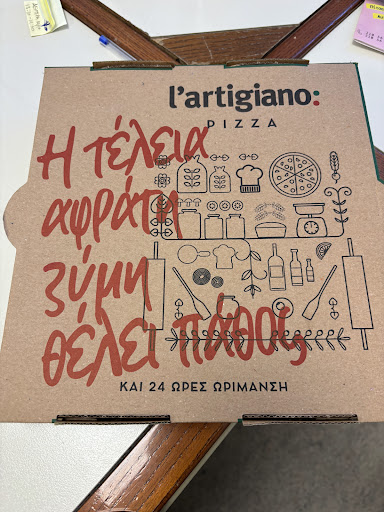 l'artigiano:
PIZZA
Η τέλεια
αφράτη
ζύμη
θέλει πάθος,
ΚΑΙ 24 ΩΡΕΣ ΩΡΙΜΑΝΣΗ